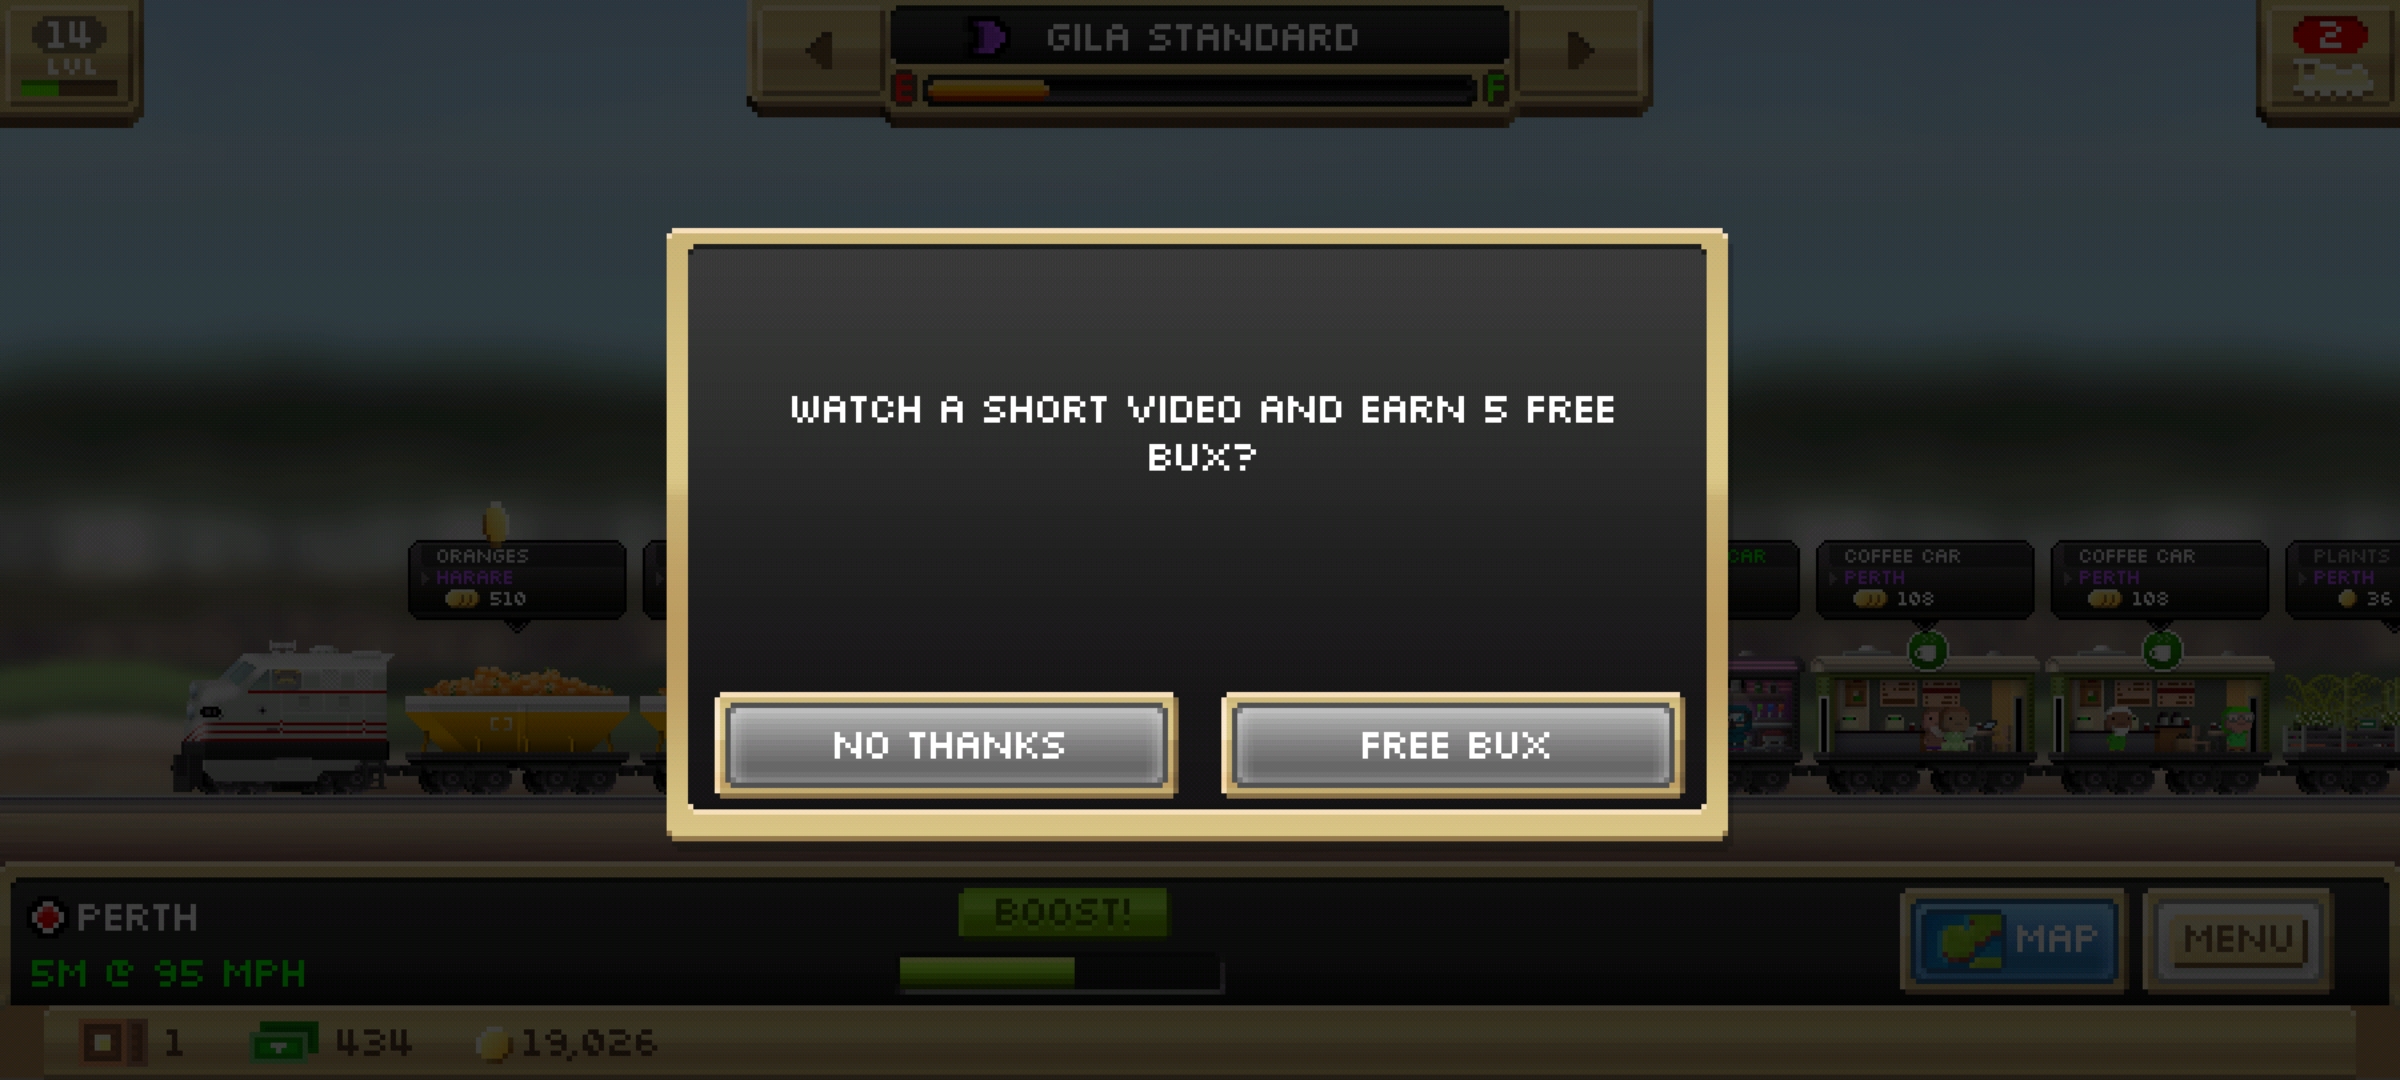 14
LVL
GILA STANDARD
E
F
2
WATCH A SHORT VIDEO AND EARN 5 FREE
BUX?
NO THANKS
FREE BUX
ORANGES
HARARE
510
CAR
COFFEE CAR
PERTH
108
COFFEE CAR
PERTH
108
PLANTS
PERTH
36
PERTH
5M @ 95 MPH
BOOST!
MAP
MENU
1
434
19,026